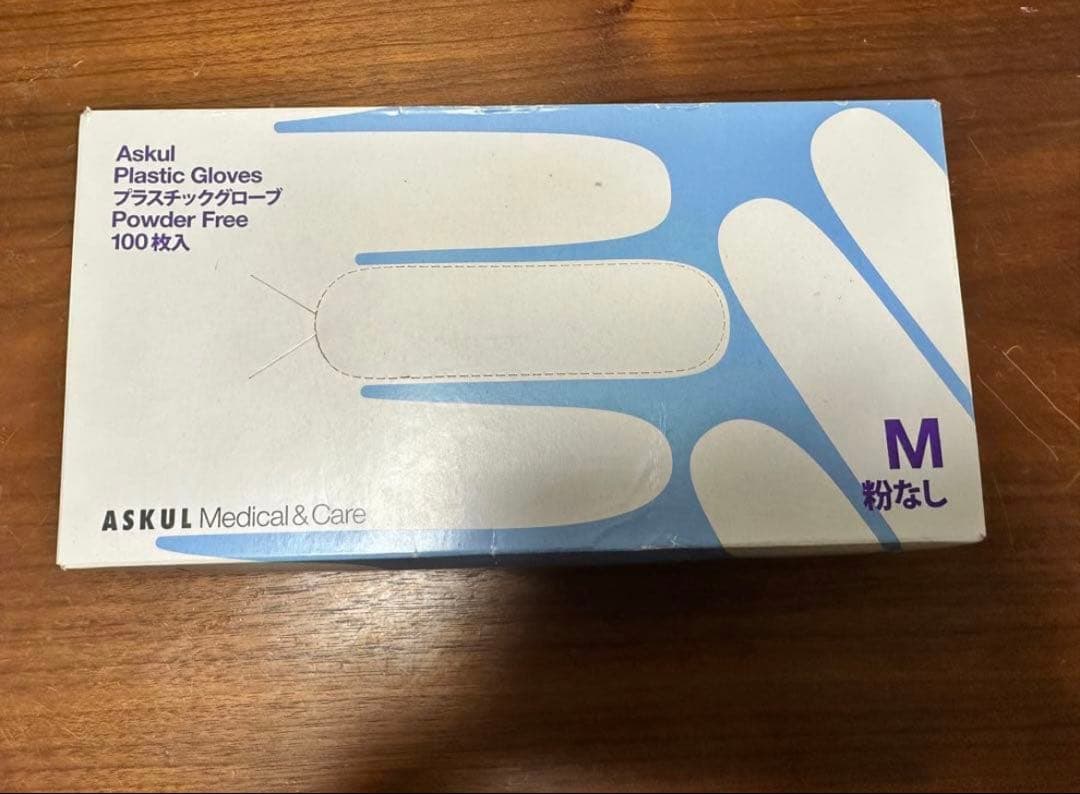 Askul
Plastic Gloves
プラスチックグローブ
Powder Free
100枚入
M
粉なし
ASKUL Medical & Care